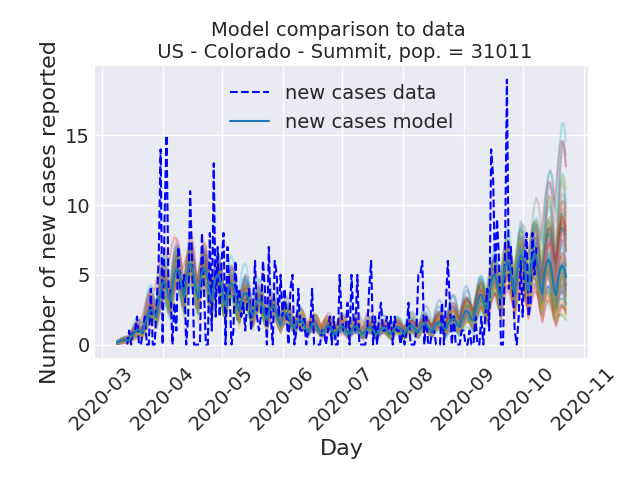 Model comparison to data
US - Colorado - Summit, pop. = 31011
new cases data
new cases model
Number of new cases reported
15
10
5
0
2020-03
2020-04
2020-05
2020-06
2020-07
2020-08
2020-09
2020-10
2020-11
Day